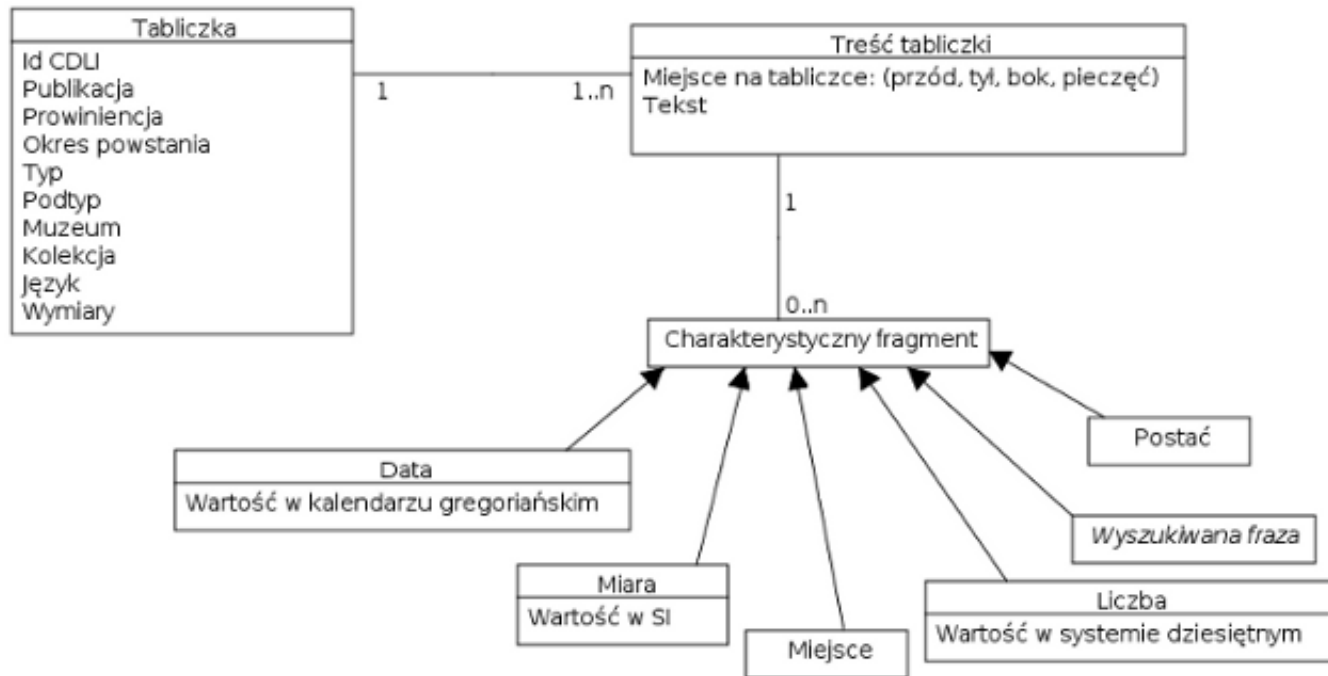 Tabliczka
Id CDLI
Publikacja
Prowiniencja
Okres powstania
Typ
Podtyp
Muzeum
Kolekcja
Język
Wymiary
1
1..n
Treść tabliczki
Miejsce na tabliczce: (przód, tył, bok, pieczęć)
Tekst
1
0..n
Charakterystyczny fragment
Data
Wartość w kalendarzu gregoriańskim
Miara
Wartość w SI
Miejsce
Liczba
Wartość w systemie dziesiętnym
Wyszukiwana fraza
Postać